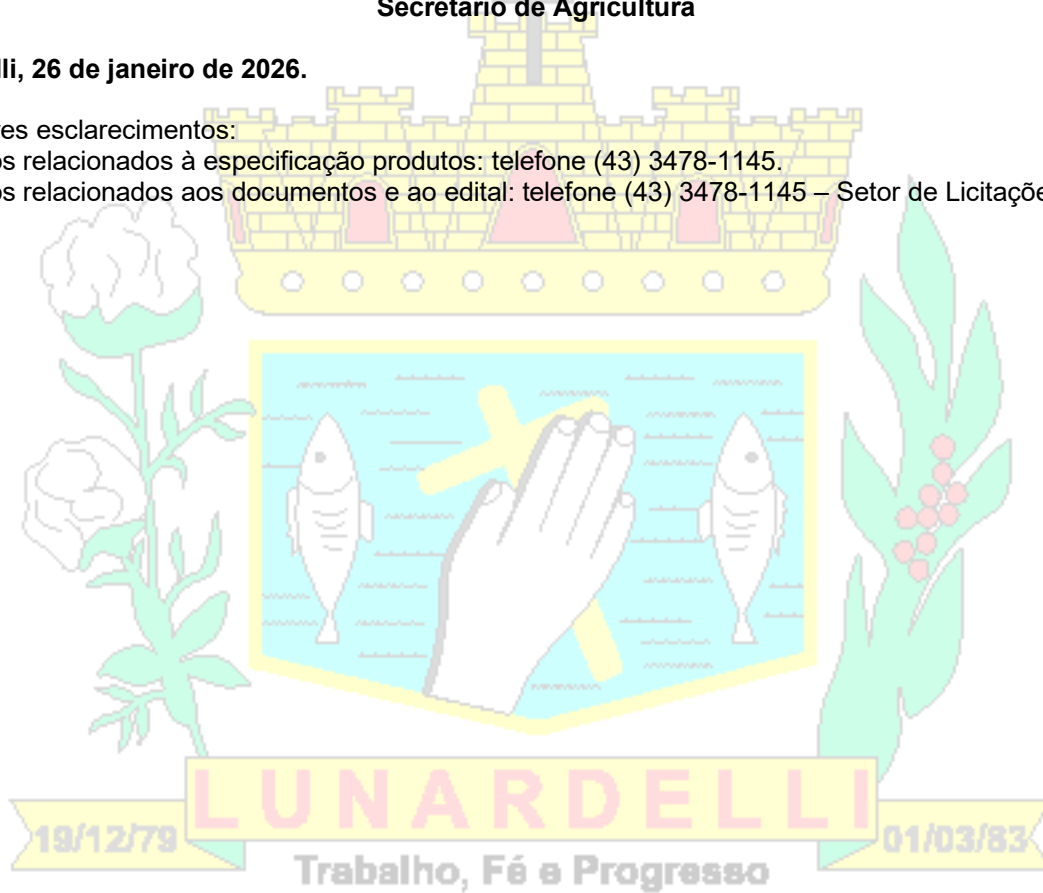 Secretário de Agricultura
lli, 26 de janeiro de 2026.
res esclarecimentos:
os relacionados à especificação produtos: telefone (43) 3478-1145.
os relacionados aos documentos e ao edital: telefone (43) 3478-1145 – Setor de Licitaçõe
LUNARDELLI
19/12/79
01/03/83
Trabalho, Fé e Progresso